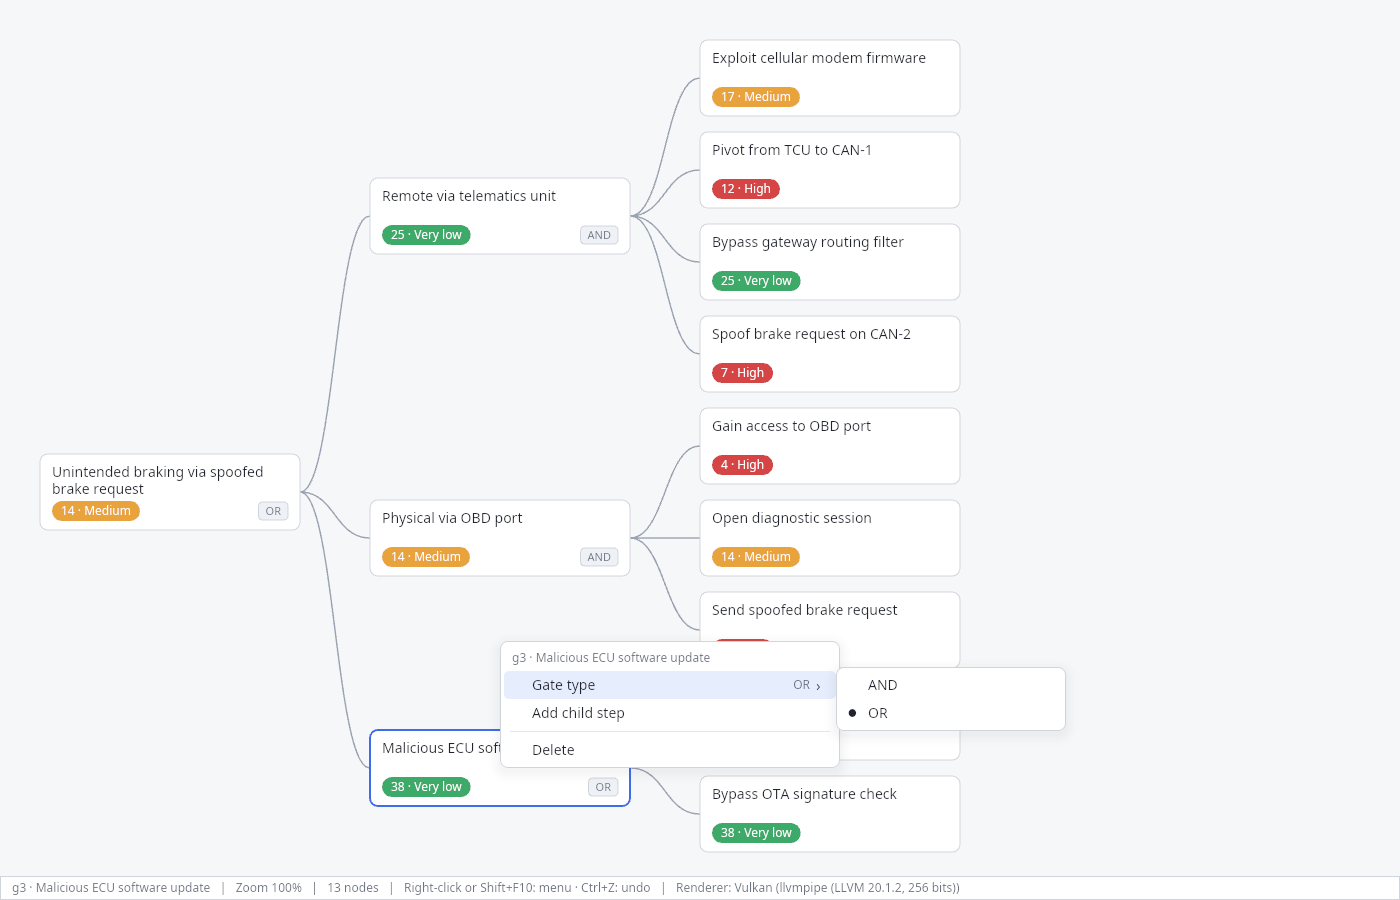 Exploit cellular modem firmware
17 · Medium
Pivot from TCU to CAN-1
12 · High
Remote via telematics unit
25 · Very low
AND
Bypass gateway routing filter
25 · Very low
Spoof brake request on CAN-2
7 · High
Gain access to OBD port
4 · High
Unintended braking via spoofed
brake request
14 · Medium
OR
Physical via OBD port
14 · Medium
AND
Open diagnostic session
14 · Medium
Send spoofed brake request
g3 · Malicious ECU software update
Gate type
OR ›
Add child step
Delete
AND
OR
Malicious ECU soft
38 · Very low
OR
Bypass OTA signature check
38 · Very low
g3 · Malicious ECU software update | Zoom 100% | 13 nodes | Right-click or Shift+F10: menu · Ctrl+Z: undo | Renderer: Vulkan (llvmpipe (LLVM 20.1.2, 256 bits))